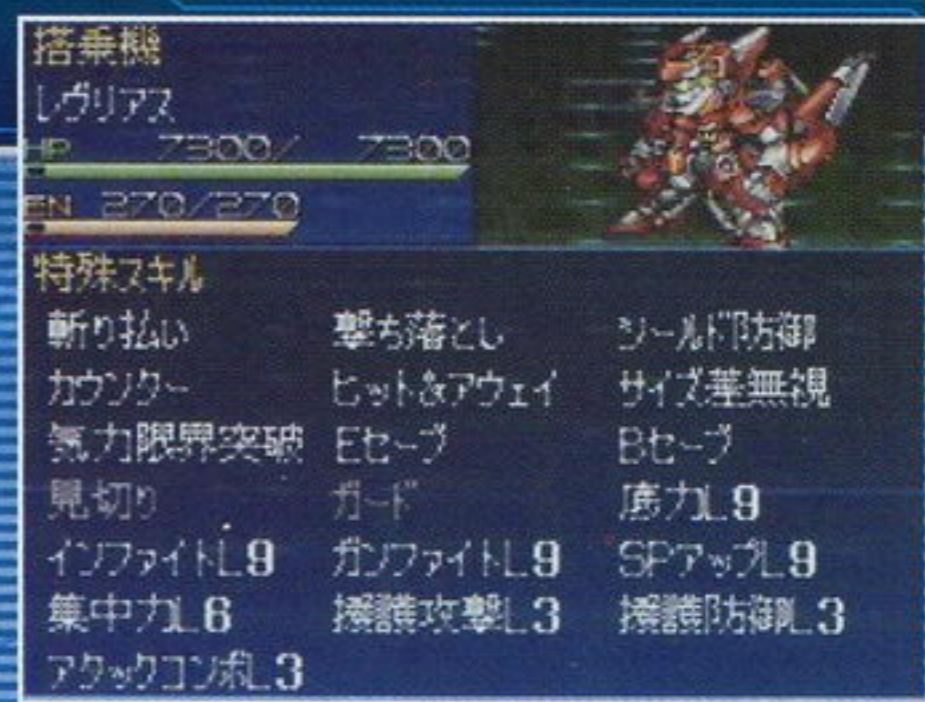 搭乗機
レヴリアス
HP 7300/ 7300
EN 270/270
特殊スキル
斬り払い 撃ち落とし シールド防御
カウンター ヒット&アウェイ サイズ差無視
気力限界突破 Eセーブ Bセーブ
見切り ガード 底力L9
インファイトL9 ガンファイトL9 SPアップL9
集中力L6 援護攻撃L3 援護防御L3
アタックコンボL3